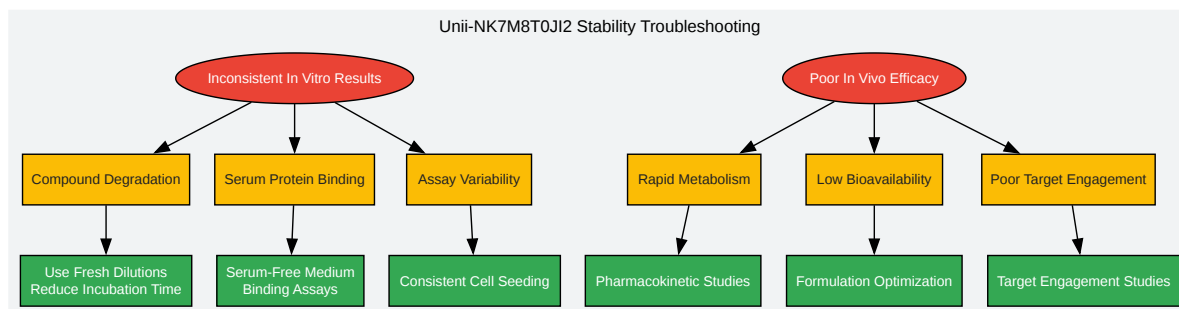 Unii-NK7M8T0JI2 Stability Troubleshooting
Inconsistent In Vitro Results
Poor In Vivo Efficacy
Compound Degradation
Serum Protein Binding
Assay Variability
Rapid Metabolism
Low Bioavailability
Poor Target Engagement
Use Fresh Dilutions
Reduce Incubation Time
Serum-Free Medium
Binding Assays
Consistent Cell Seeding
Pharmacokinetic Studies
Formulation Optimization
Target Engagement Studies